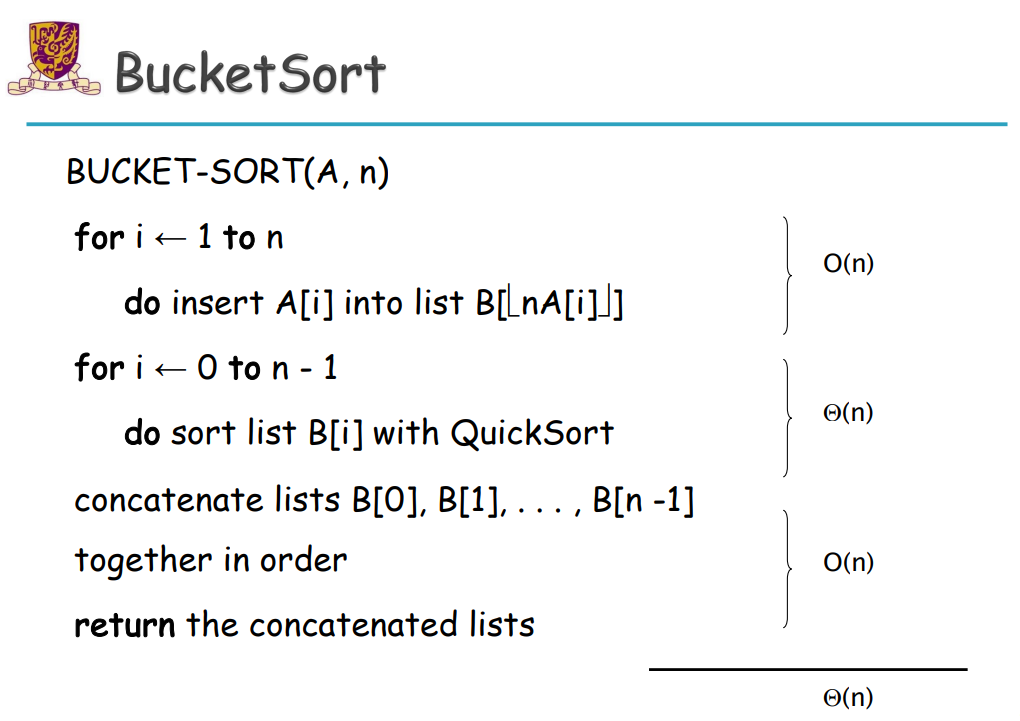 BucketSort
BUCKET-SORT(A, n)
for i ← 1 to n
do insert A[i] into list B[⌊nA[i]⌋]
O(n)
for i ← 0 to n - 1
do sort list B[i] with QuickSort
Θ(n)
concatenate lists B[0], B[1], . . . , B[n -1]
together in order
return the concatenated lists
O(n)
Θ(n)